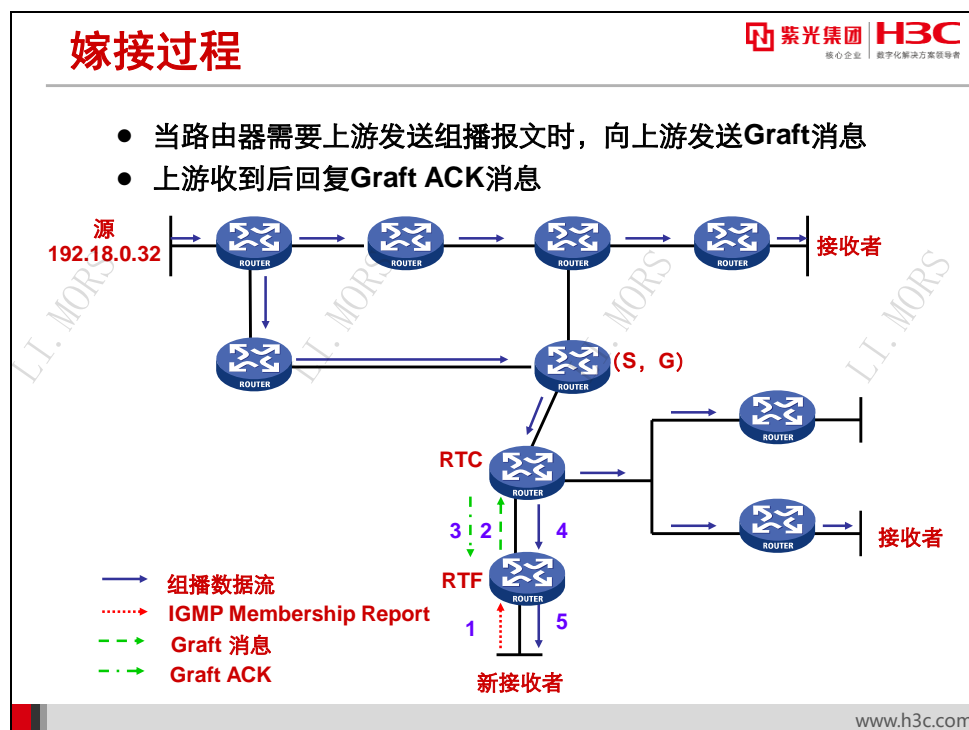 嫁接过程
紫光集团 H3C
核心企业 数字化解决方案领导者
● 当路由器需要上游发送组播报文时，向上游发送Graft消息
● 上游收到后回复Graft ACK消息
源
192.18.0.32
ROUTER
ROUTER
ROUTER
ROUTER
接收者
LI. MORS
LI. MORS
LI. MORS
ROUTER
ROUTER
(S，G)
ROUTER
RTC
ROUTER
3
2
4
ROUTER
接收者
RTF
ROUTER
组播数据流
IGMP Membership Report
1
5
Graft 消息
Graft ACK
新接收者
www.h3c.com